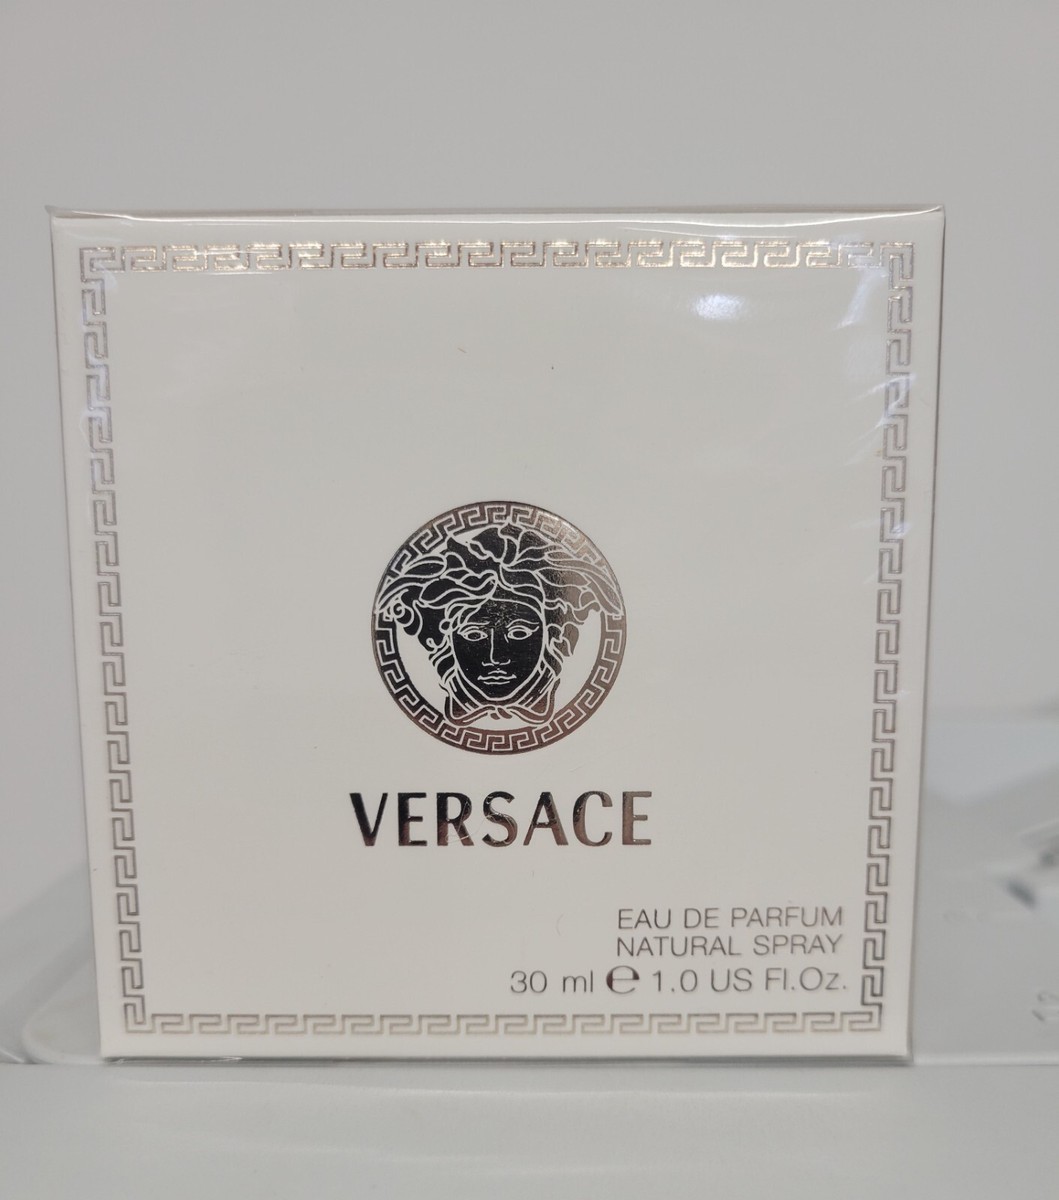 VERSACE
EAU DE PARFUM
NATURAL SPRAY
30 ml ℮ 1.0 US Fl.Oz.